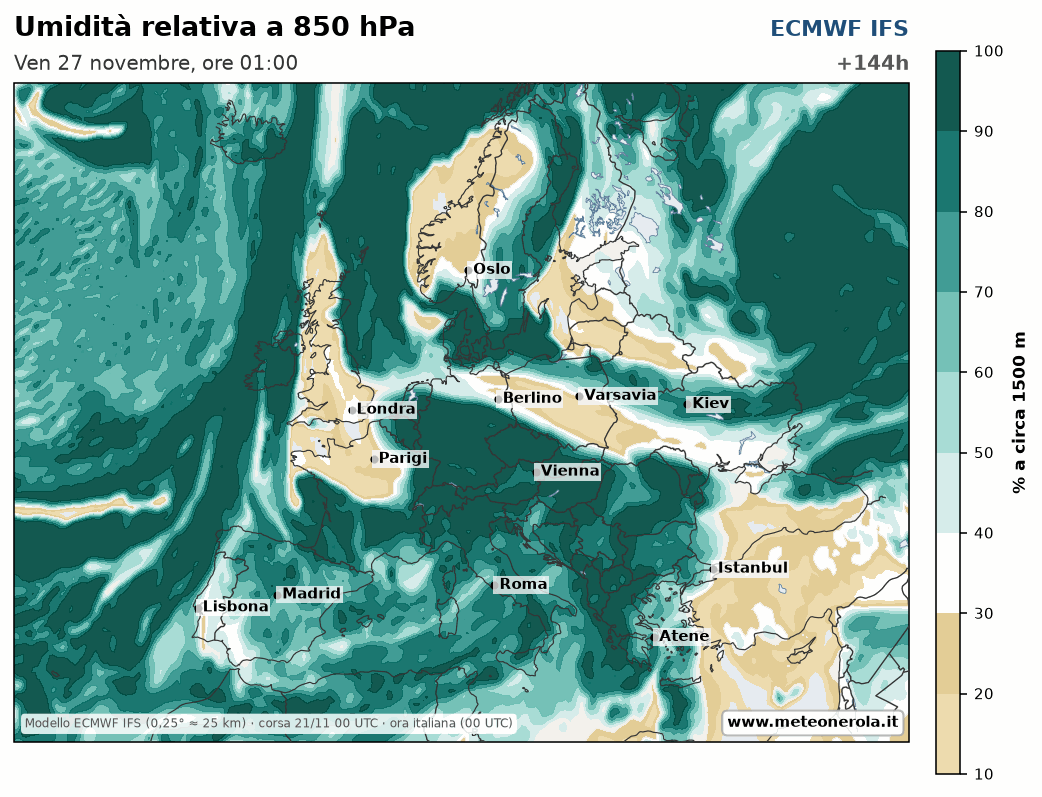 Umidità relativa a 850 hPa
ECMWF IFS
Ven 27 novembre, ore 01:00
+144h
100
90
80
70
60
50
40
30
20
10
% a circa 1500 m
Oslo
Londra
Berlino
Varsavia
Kiev
Parigi
Vienna
Istanbul
Roma
Madrid
Lisbona
Atene
Modello ECMWF IFS (0,25° ≈ 25 km) · corsa 21/11 00 UTC · ora italiana (00 UTC)
www.meteonerola.it